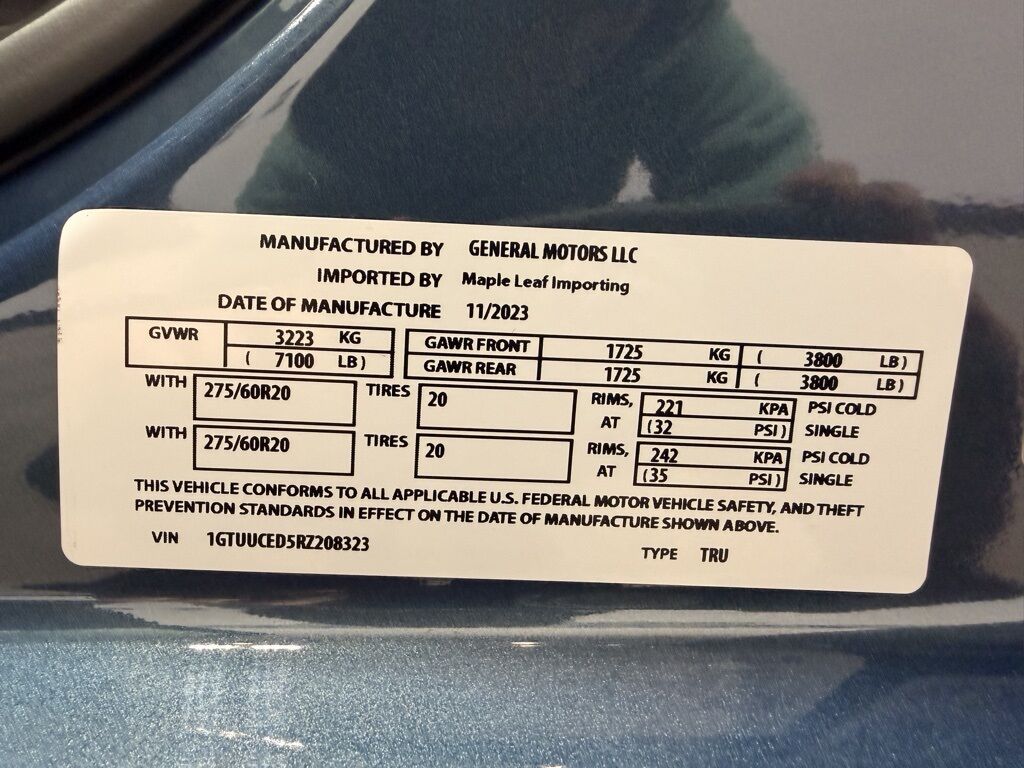 MANUFACTURED BY GENERAL MOTORS LLC
IMPORTED BY Maple Leaf Importing
DATE OF MANUFACTURE 11/2023
GVWR 3223 KG
( 7100 LB )
GAWR FRONT 1725 KG ( 3800 LB )
GAWR REAR 1725 KG ( 3800 LB )
WITH 275/60R20 TIRES 20 RIMS, AT 221 KPA PSI COLD
(32 PSI ) SINGLE
WITH 275/60R20 TIRES 20 RIMS, AT 242 KPA PSI COLD
(35 PSI ) SINGLE
THIS VEHICLE CONFORMS TO ALL APPLICABLE U.S. FEDERAL MOTOR VEHICLE SAFETY, AND THEFT
PREVENTION STANDARDS IN EFFECT ON THE DATE OF MANUFACTURE SHOWN ABOVE.
VIN 1GTUUCED5RZ208323 TYPE TRU